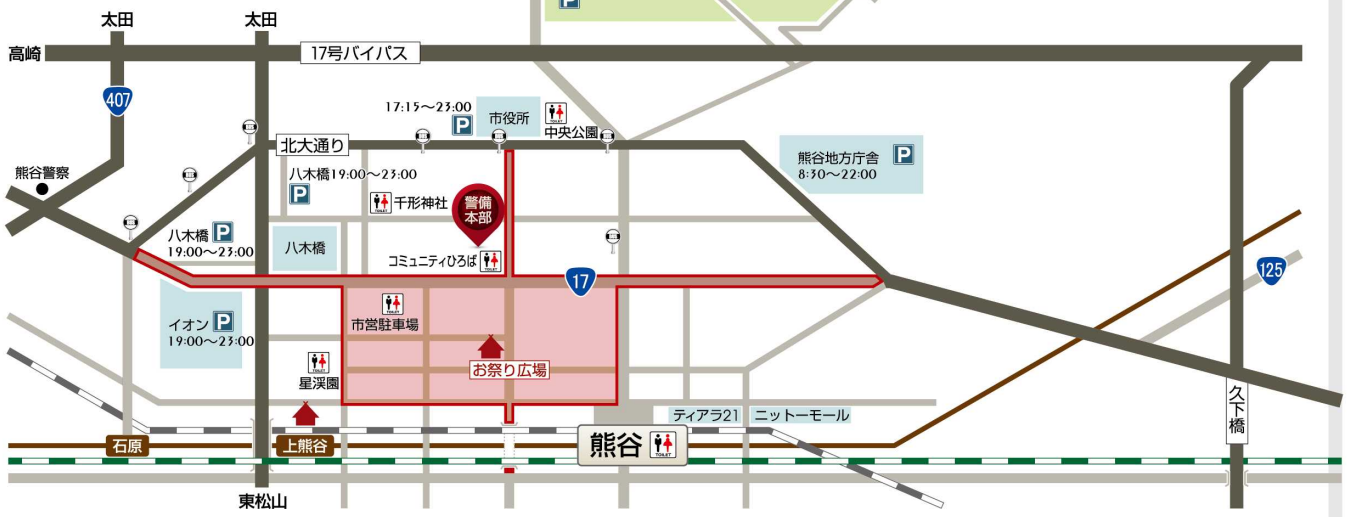 P
太田
太田
高崎
17号バイパス
407
17:15～23:00
P
市役所
TOILET
中央公園
北大通り
熊谷地方庁舎 P
8:30～22:00
熊谷警察
八木橋19:00～23:00
P
TOILET
千形神社
警備
本部
八木橋 P
19:00～23:00
八木橋
コミュニティひろば
TOILET
17
125
イオン P
19:00～23:00
TOILET
市営駐車場
TOILET
星渓園
お祭り広場
ティアラ21
ニットーモール
久下橋
石原
上熊谷
熊谷
TOILET
東松山